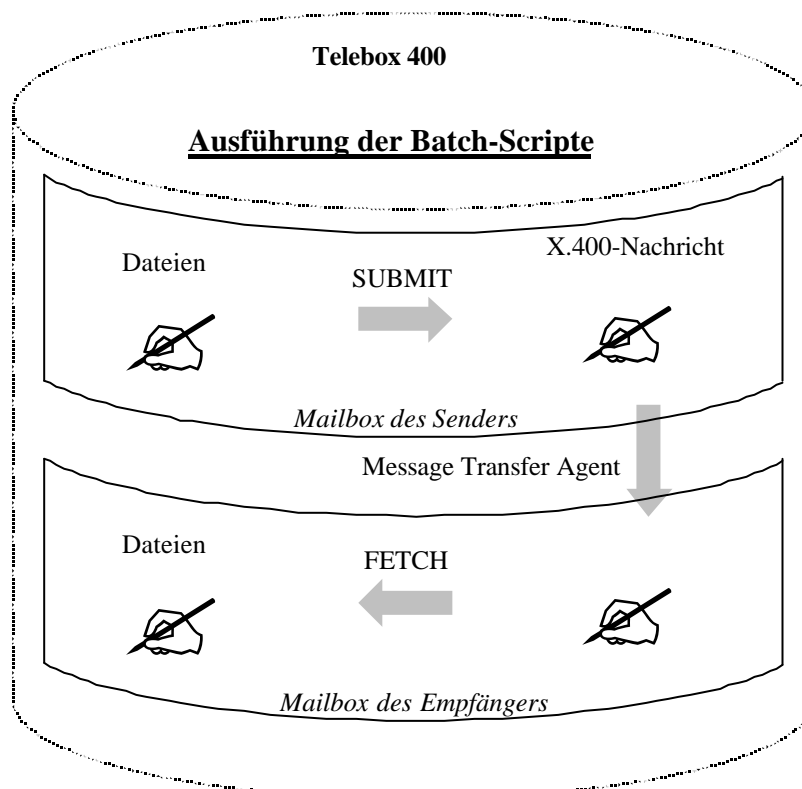 Telebox 400
Ausführung der Batch-Scripte
X.400-Nachricht
Dateien
SUBMIT
Mailbox des Senders
Message Transfer Agent
Dateien
FETCH
Mailbox des Empfängers